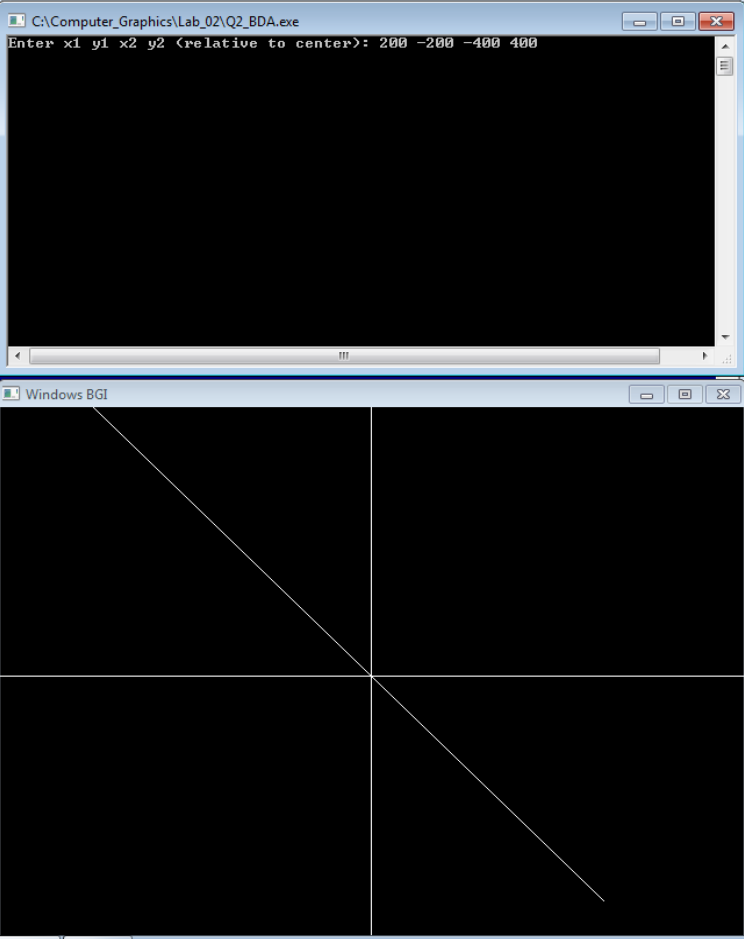 C:\Computer_Graphics\Lab_02\Q2_BDA.exe
Enter x1 y1 x2 y2 (relative to center): 200 -200 -400 400
Windows BGI